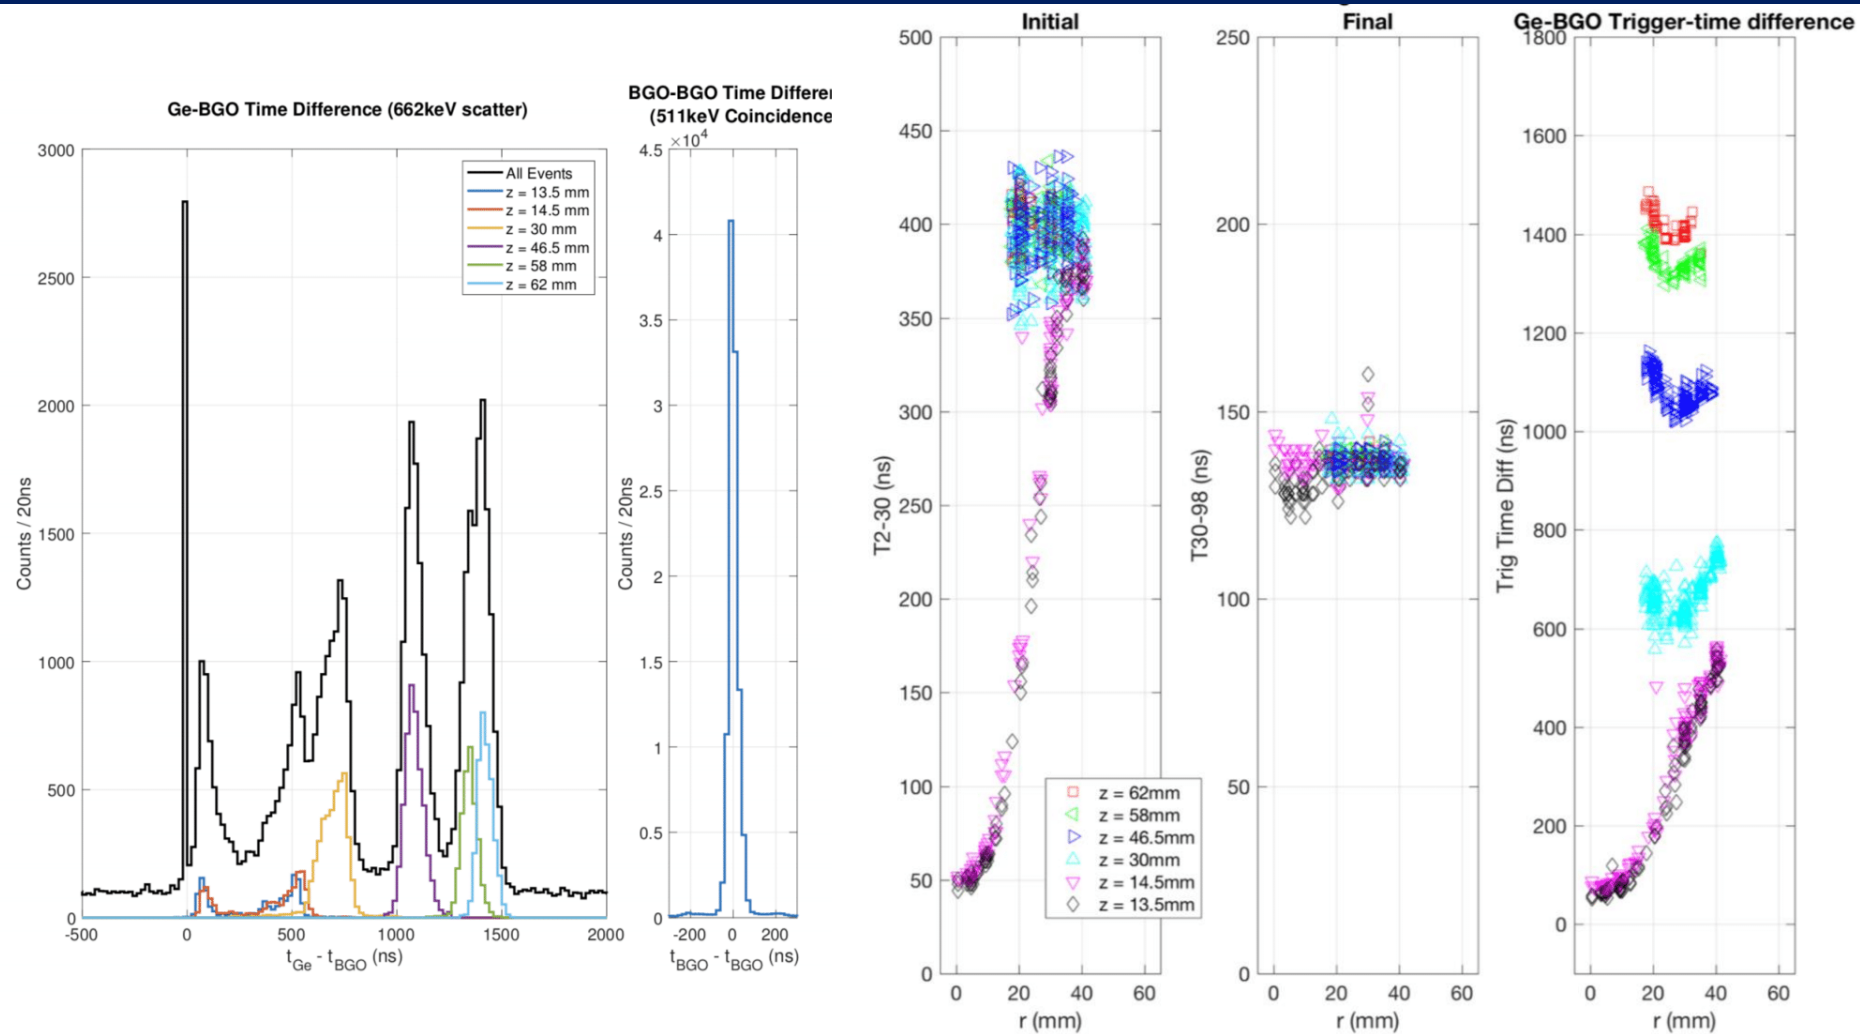 Ge-BGO Time Difference (662keV scatter)
3000
2500
2000
1500
1000
500
0
Counts / 20ns
-500
0
500
1000
1500
2000
tGe - tBGO (ns)
All Events
z = 13.5 mm
z = 14.5 mm
z = 30 mm
z = 46.5 mm
z = 58 mm
z = 62 mm
BGO-BGO Time Differen
(511keV Coincidence
×10^4
4.5
4
3.5
3
2.5
2
1.5
1
0.5
0
Counts / 20ns
-200
0
200
tBGO - tBGO (ns)
Initial
500
450
400
350
300
250
200
150
100
50
0
T2-30 (ns)
0
20
40
60
r (mm)
z = 62mm
z = 58mm
z = 46.5mm
z = 30mm
z = 14.5mm
z = 13.5mm
Final
250
200
150
100
50
0
T30-98 (ns)
0
20
40
60
r (mm)
Ge-BGO Trigger-time difference
1800
1600
1400
1200
1000
800
600
400
200
0
Trig Time Diff (ns)
0
20
40
60
r (mm)